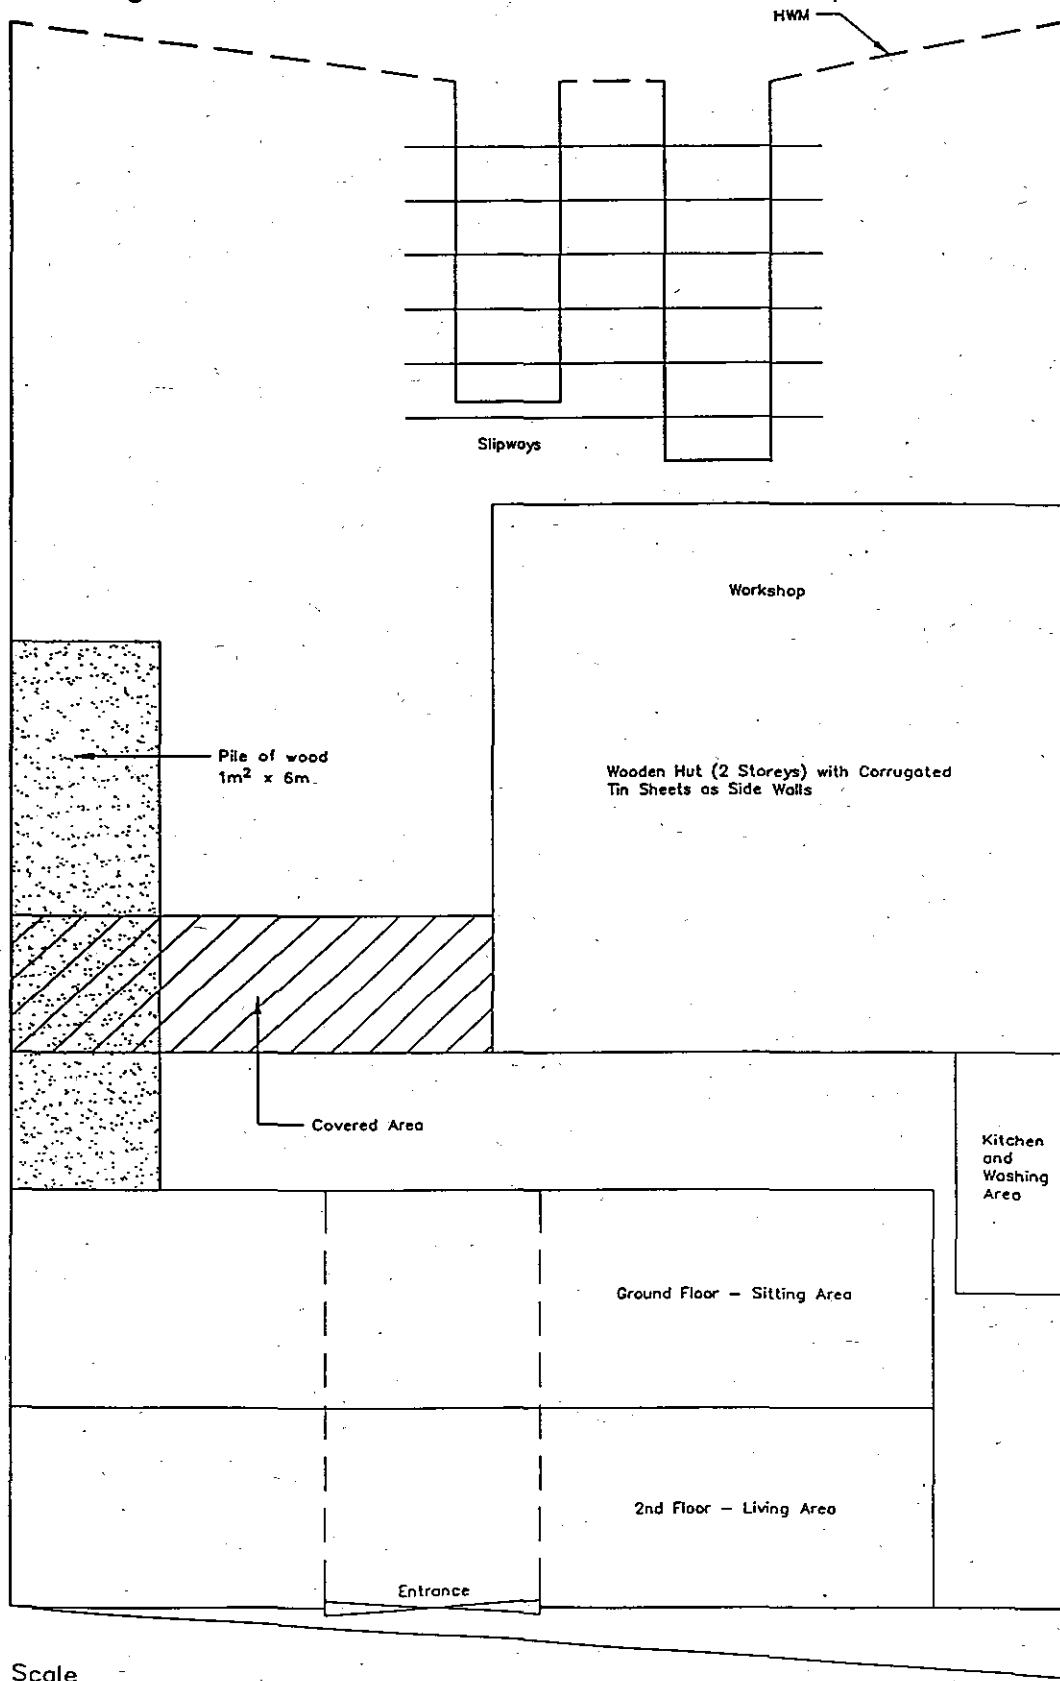 HWM
Slipways
Workshop
Pile of wood
1m² x 6m
Wooden Hut (2 Storeys) with Corrugated
Tin Sheets as Side Walls
Covered Area
Kitchen
and
Washing
Area
Ground Floor – Sitting Area
2nd Floor – Living Area
Entrance
Scale